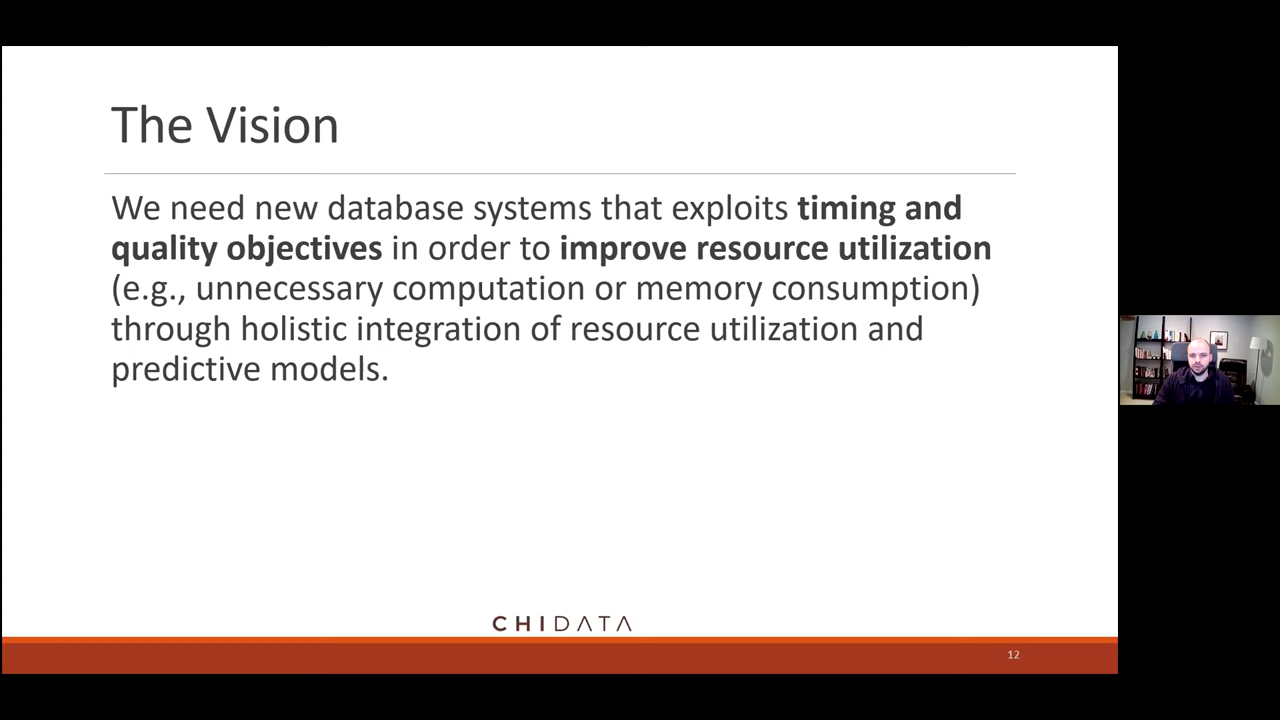 The Vision
We need new database systems that exploits timing and
quality objectives in order to improve resource utilization
(e.g., unnecessary computation or memory consumption)
through holistic integration of resource utilization and
predictive models.
CHIDATA
12